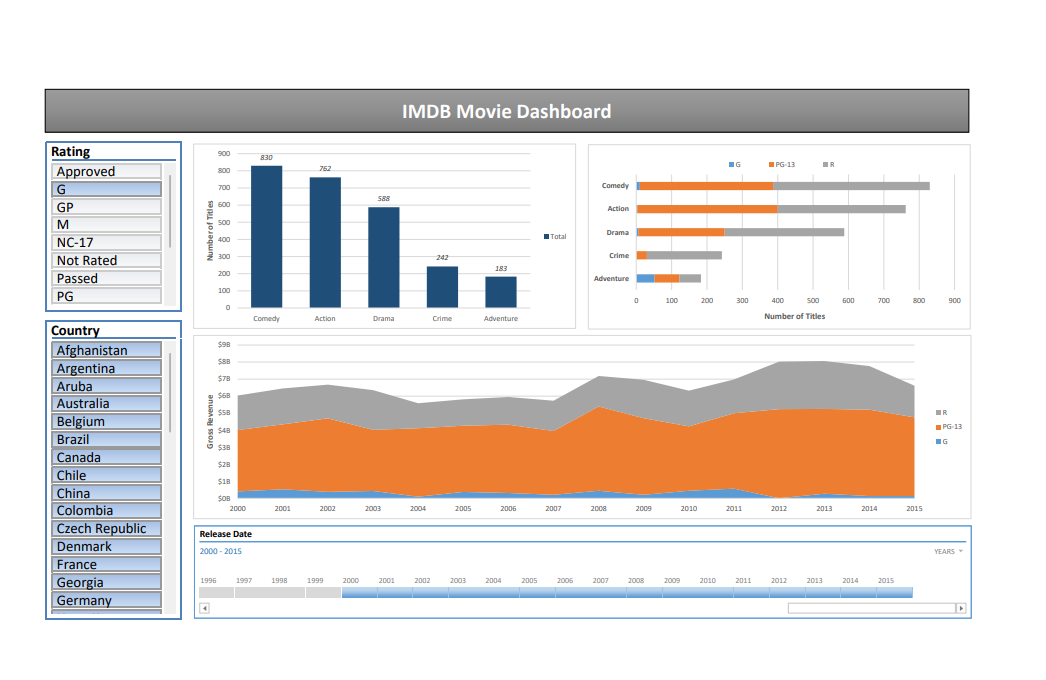 IMDB Movie Dashboard
Rating
Approved
G
GP
M
NC-17
Not Rated
Passed
PG
Country
Afghanistan
Argentina
Aruba
Australia
Belgium
Brazil
Canada
Chile
China
Colombia
Czech Republic
Denmark
France
Georgia
Germany
Number of Titles
900
800
700
600
500
400
300
200
100
0
830
762
588
242
183
Comedy
Action
Drama
Crime
Adventure
Total
G
PG-13
R
Comedy
Action
Drama
Crime
Adventure
0 100 200 300 400 500 600 700 800 900
Number of Titles
Gross Revenue
$9B
$8B
$7B
$6B
$5B
$4B
$3B
$2B
$1B
$0B
2000 2001 2002 2003 2004 2005 2006 2007 2008 2009 2010 2011 2012 2013 2014 2015
R
PG-13
G
Release Date
2000 - 2015
YEARS
1996 1997 1998 1999 2000 2001 2002 2003 2004 2005 2006 2007 2008 2009 2010 2011 2012 2013 2014 2015